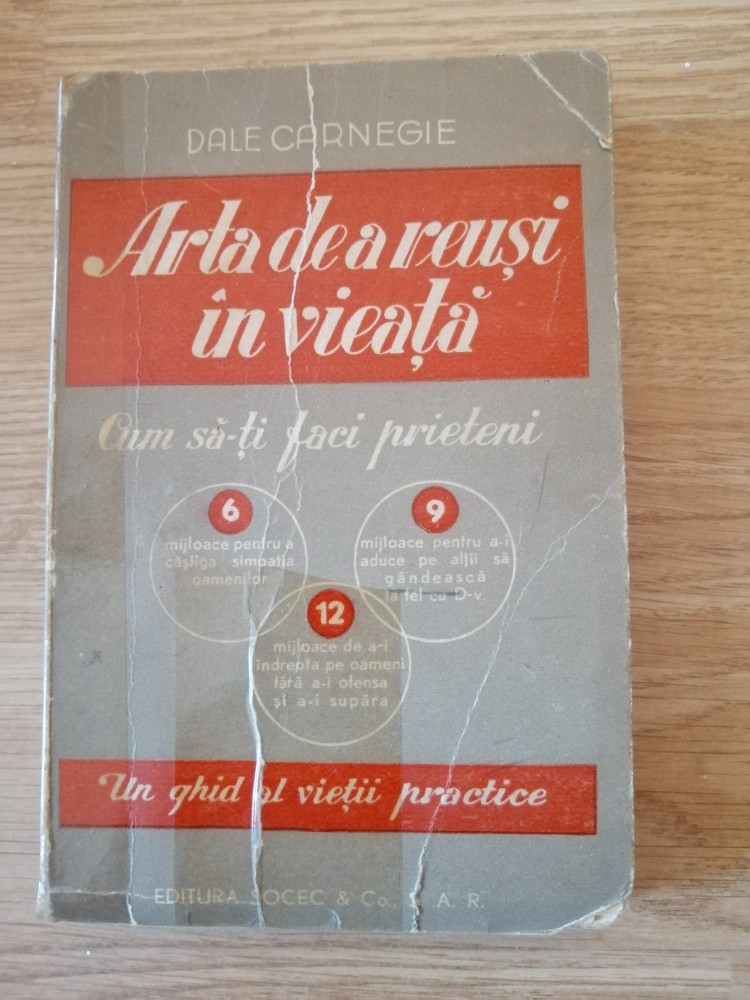 DALE CARNEGIE
Arta de a reuși
în vieață
Cum să-ți faci prieteni
6
mijloace pentru a
câștiga simpatia
oamenilor
9
mijloace pentru a-i
aduce pe alții să
gândească
la fel cu D-v.
12
mijloace de a-i
îndrepta pe oameni
fără a-i ofensa
și a-i supăra
Un ghid al vieții practice
EDITURA SOCEC & Co., S. A. R.